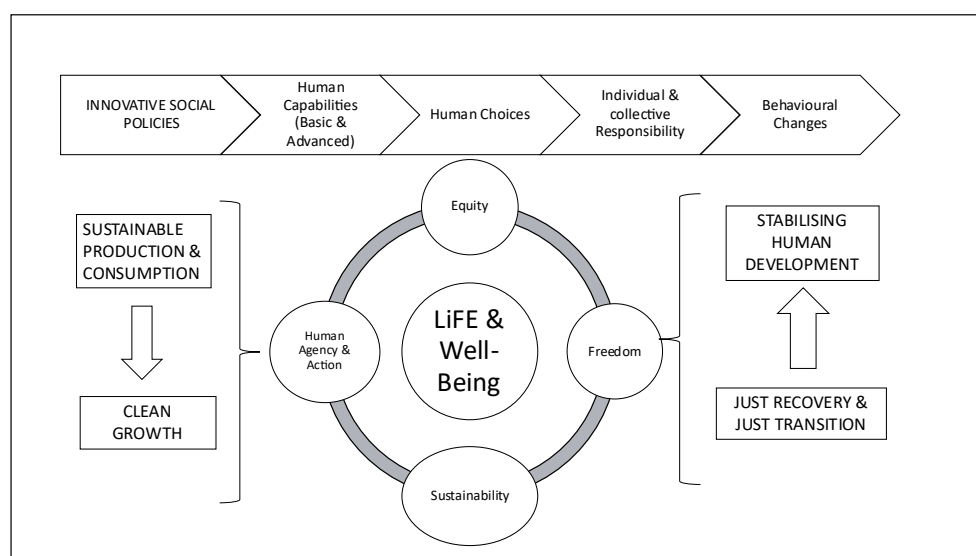 INNOVATIVE SOCIAL
POLICIES
Human
Capabilities
(Basic &
Advanced)
Human Choices
Individual &
collective
Responsibility
Behavioural
Changes
Equity
SUSTAINABLE
PRODUCTION &
CONSUMPTION
STABILISING
HUMAN
DEVELOPMENT
LiFE &
Well-
Being
Human
Agency &
Action
Freedom
CLEAN
GROWTH
JUST RECOVERY &
JUST TRANSITION
Sustainability